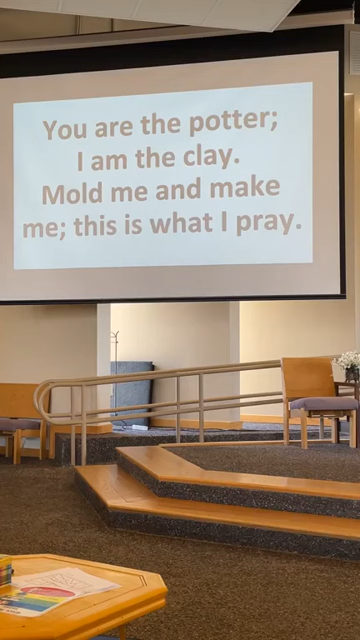 You are the potter;
I am the clay.
Mold me and make
me; this is what I pray.